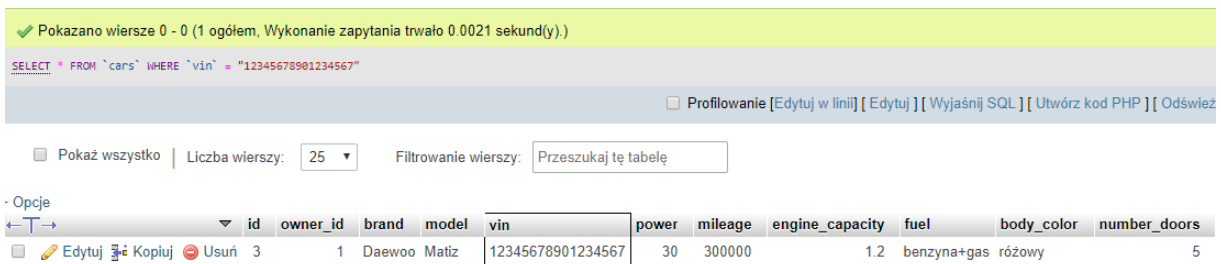 Pokazano wiersze 0 - 0 (1 ogółem, Wykonanie zapytania trwało 0.0021 sekund(y).)
SELECT * FROM `cars` WHERE `vin` = "12345678901234567"
Profilowanie [Edytuj w linii] [ Edytuj ] [ Wyjaśnij SQL ] [ Utwórz kod PHP ] [ Odśwież
Pokaż wszystko | Liczba wierszy: 25 Filtrowanie wierszy: Przeszukaj tę tabelę
Opcje
id owner_id brand model vin power mileage engine_capacity fuel body_color number_doors
Edytuj Kopiuj Usuń 3 1 Daewoo Matiz 12345678901234567 30 300000 1.2 benzyna+gas różowy 5